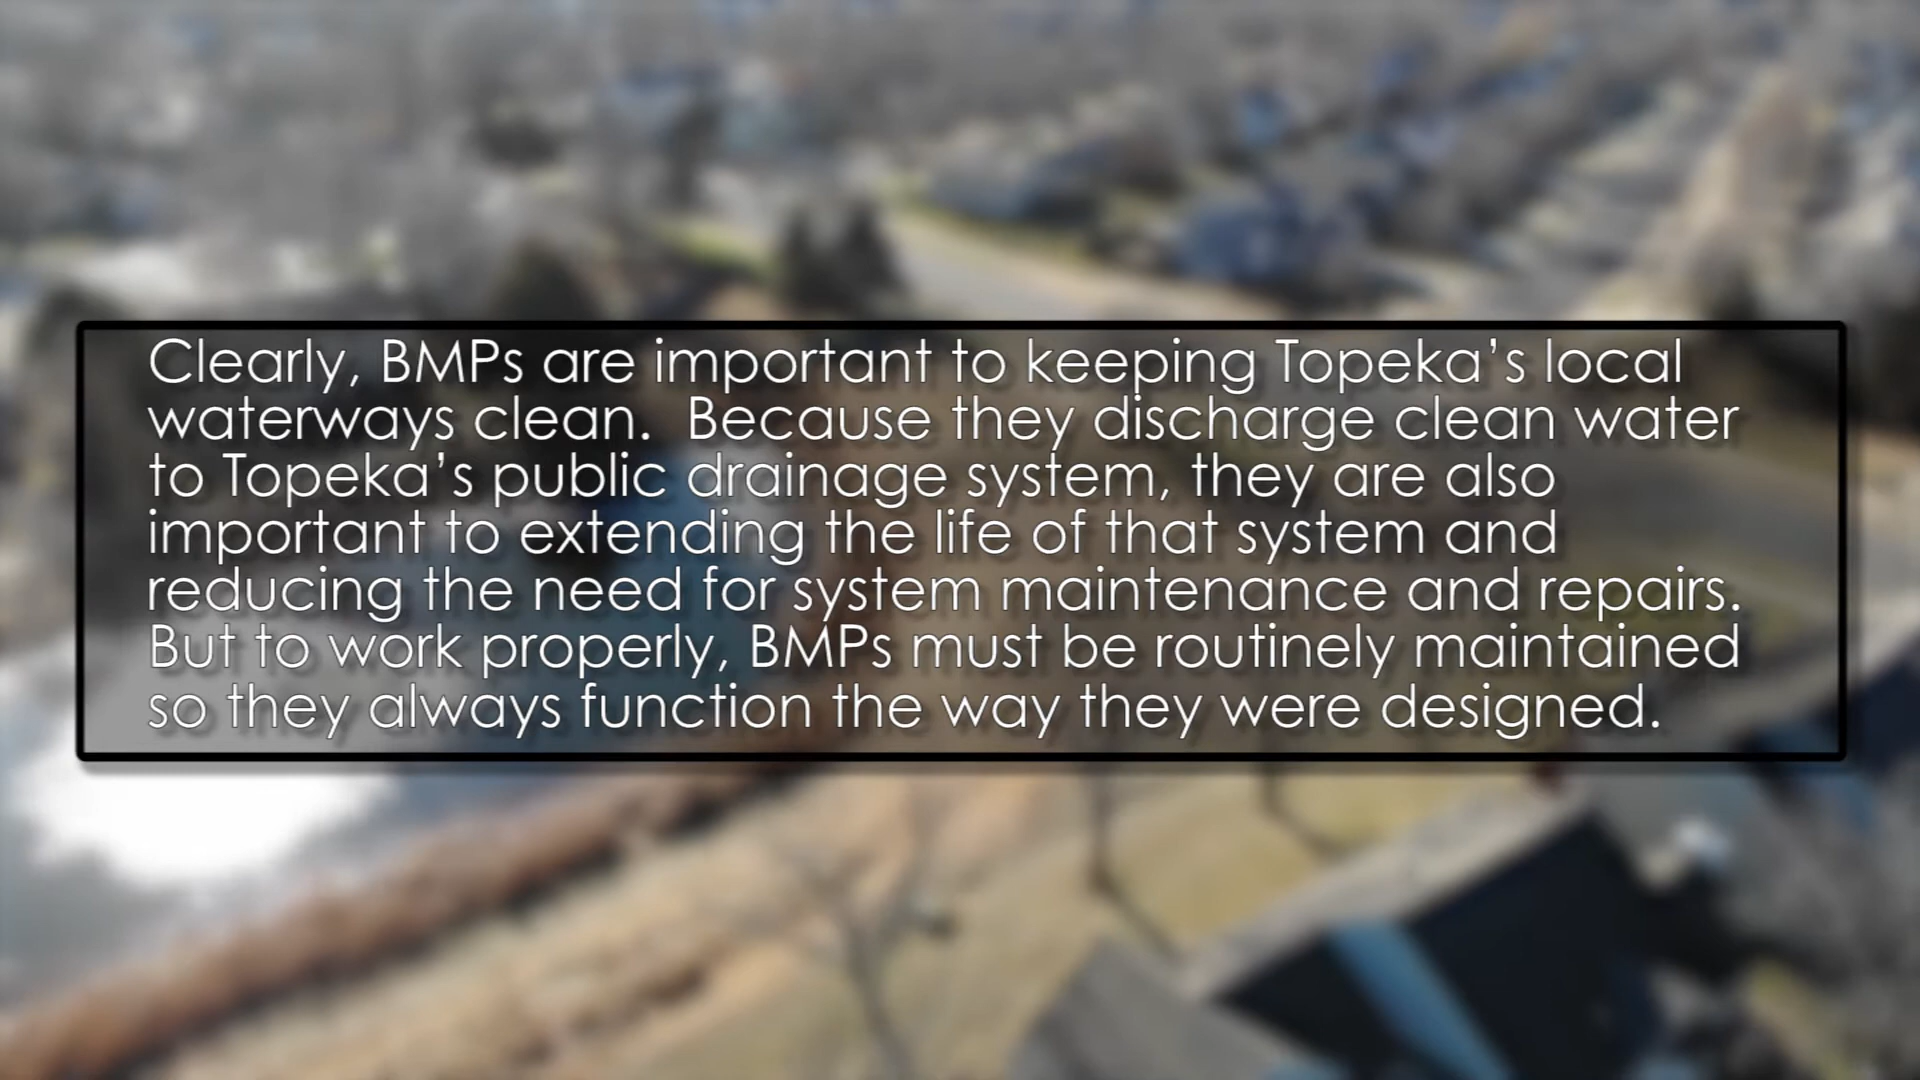 Clearly, BMPs are important to keeping Topeka’s local
waterways clean.  Because they discharge clean water
to Topeka’s public drainage system, they are also
important to extending the life of that system and
reducing the need for system maintenance and repairs.
But to work properly, BMPs must be routinely maintained
so they always function the way they were designed.